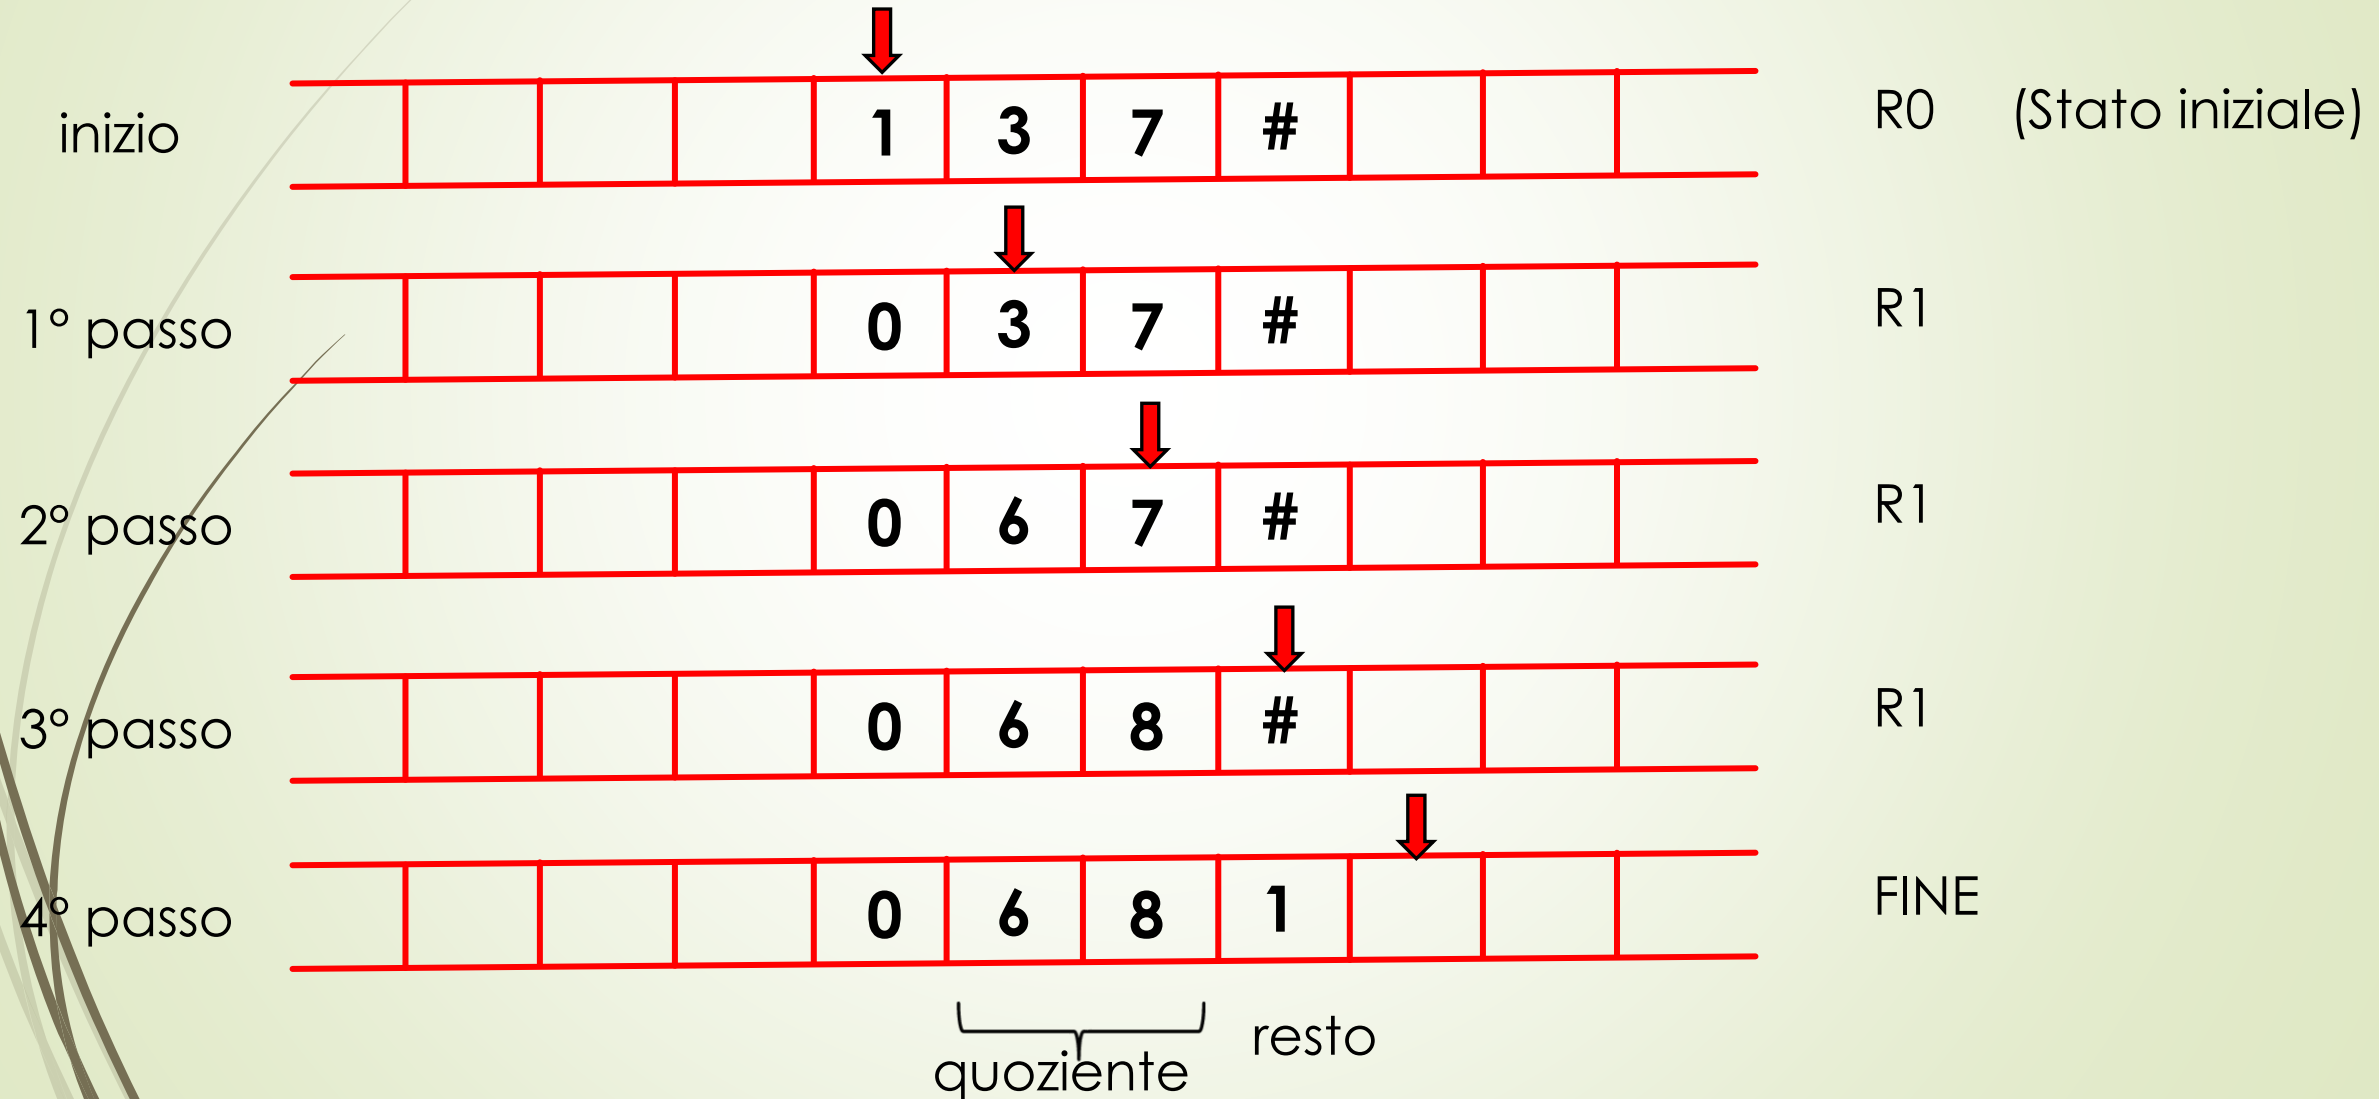 inizio 1 3 7 # R0 (Stato iniziale)
1° passo 0 3 7 # R1
2° passo 0 6 7 # R1
3° passo 0 6 8 # R1
4° passo 0 6 8 1 FINE
quoziente resto